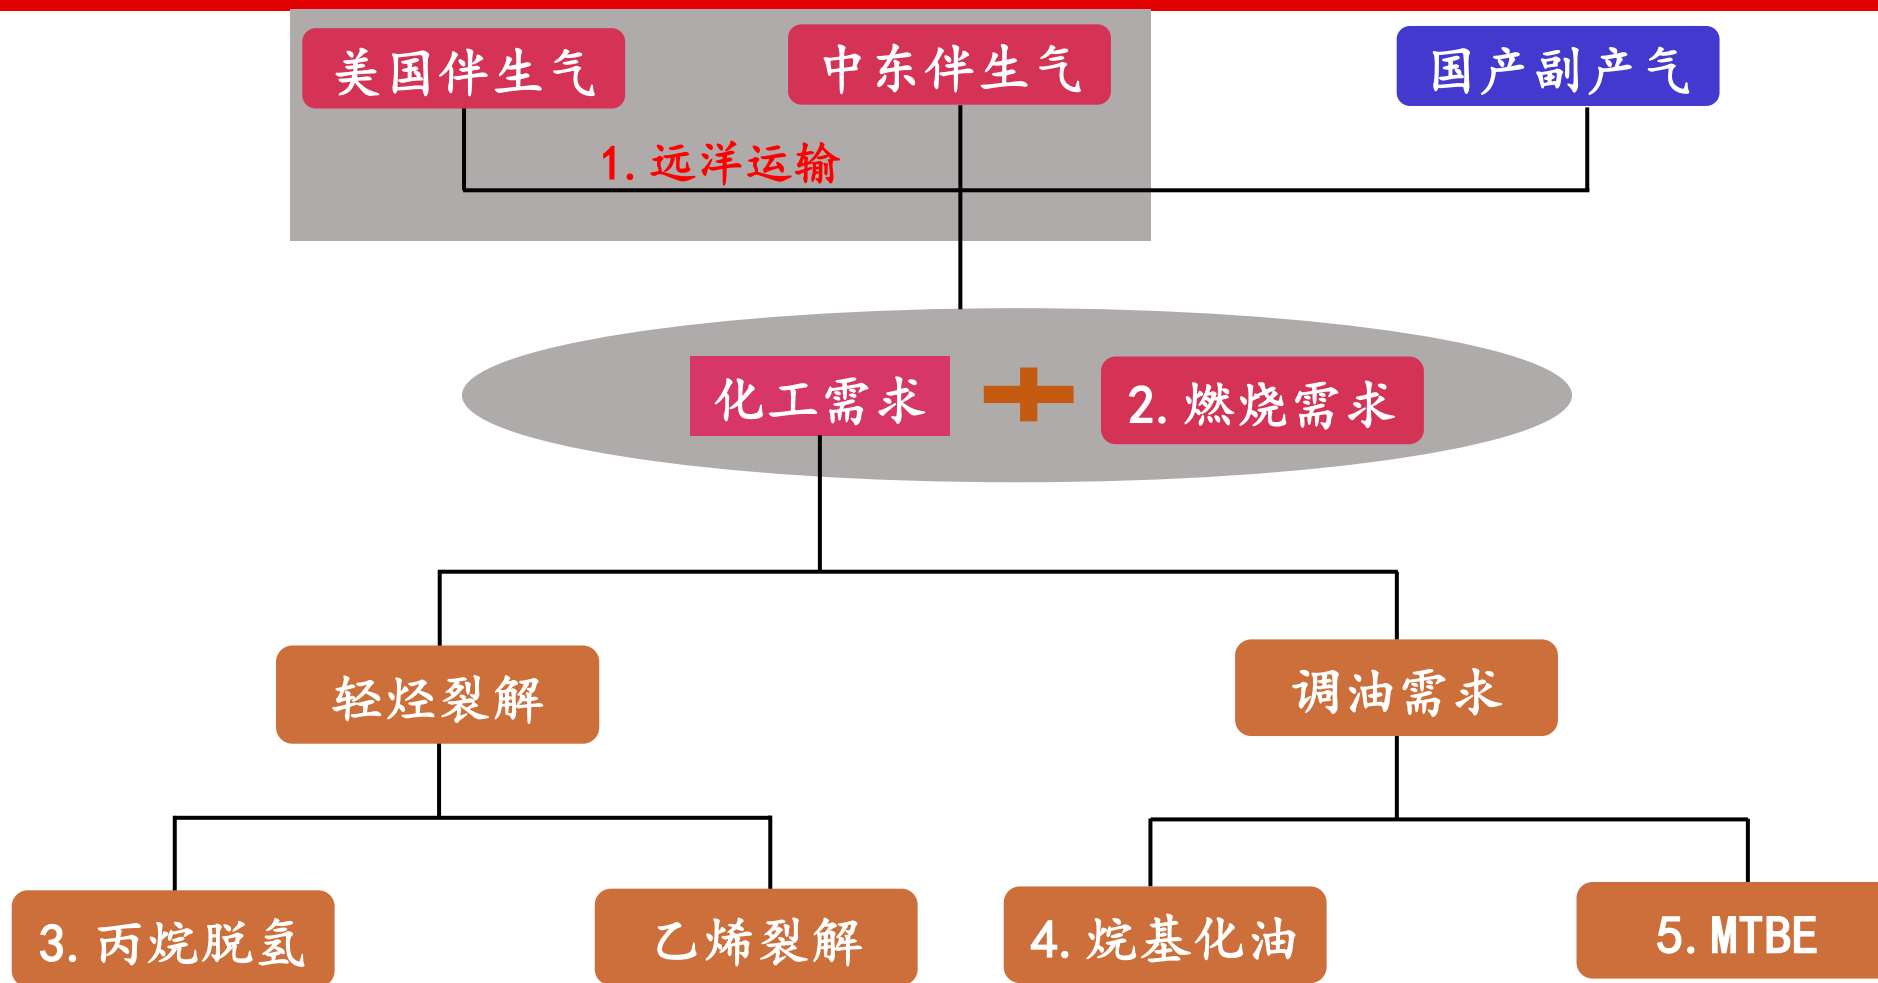 美国伴生气
中东伴生气
国产副产气
1.远洋运输
化工需求
2.燃烧需求
轻烃裂解
调油需求
3.丙烷脱氢
乙烯裂解
4.烷基化油
5.MTBE